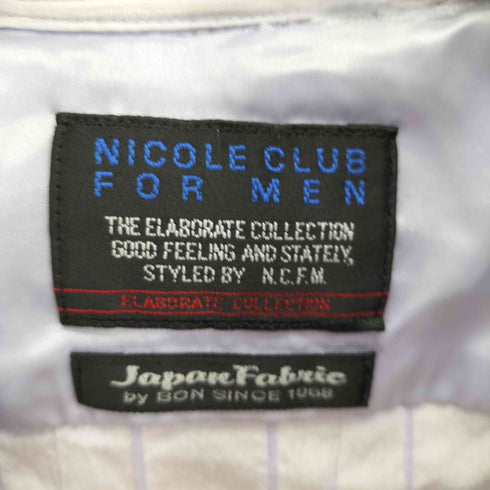 NICOLE CLUB
FOR MEN
THE ELABORATE COLLECTION
GOOD FEELING AND STATELY,
STYLED BY N.C.F.M.
ELABORATE COLLECTION
JapanFabric
by BON SINCE 1968